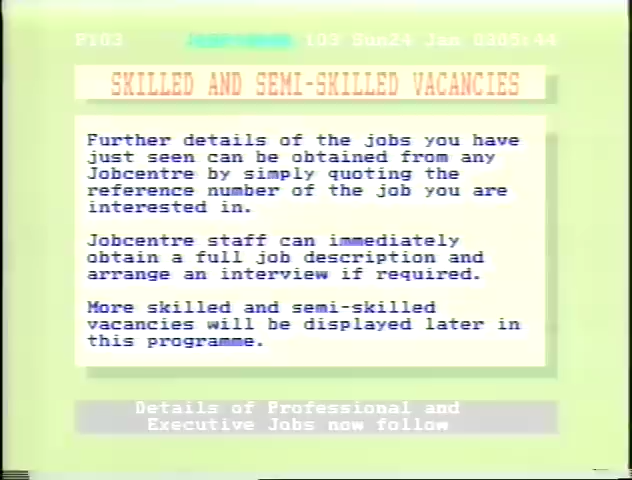 P103 103 Sun24 Jan 0305:44
SKILLED AND SEMI-SKILLED VACANCIES
Further details of the jobs you have
just seen can be obtained from any
Jobcentre by simply quoting the
reference number of the job you are
interested in.
Jobcentre staff can immediately
obtain a full job description and
arrange an interview if required.
More skilled and semi-skilled
vacancies will be displayed later in
this programme.
Details of Professional and
Executive Jobs now follow